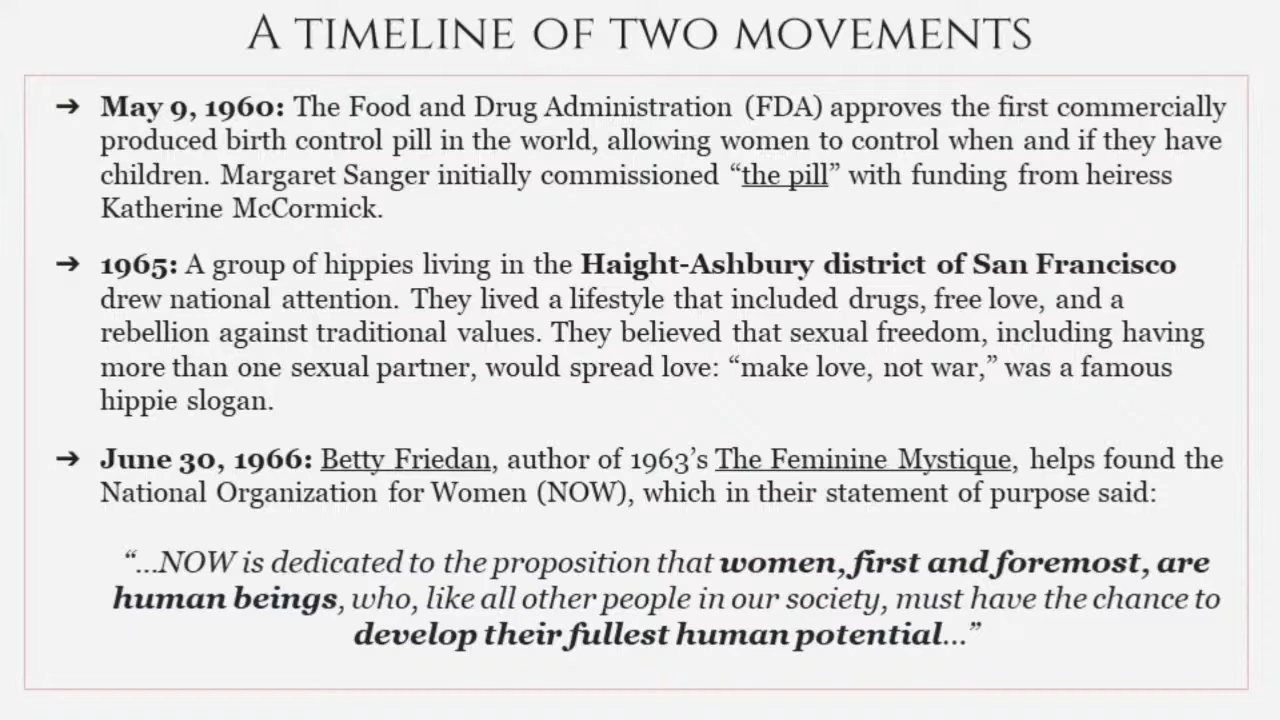 A TIMELINE OF TWO MOVEMENTS
➔ May 9, 1960: The Food and Drug Administration (FDA) approves the first commercially
produced birth control pill in the world, allowing women to control when and if they have
children. Margaret Sanger initially commissioned “the pill” with funding from heiress
Katherine McCormick.
➔ 1965: A group of hippies living in the Haight-Ashbury district of San Francisco
drew national attention. They lived a lifestyle that included drugs, free love, and a
rebellion against traditional values. They believed that sexual freedom, including having
more than one sexual partner, would spread love: “make love, not war,” was a famous
hippie slogan.
➔ June 30, 1966: Betty Friedan, author of 1963’s The Feminine Mystique, helps found the
National Organization for Women (NOW), which in their statement of purpose said:
“...NOW is dedicated to the proposition that women, first and foremost, are
human beings, who, like all other people in our society, must have the chance to
develop their fullest human potential...”